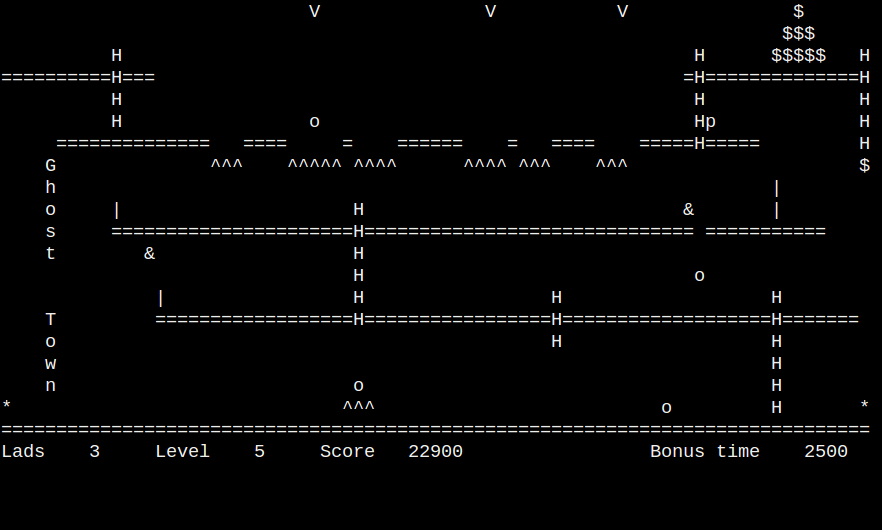 V               V           V               $
                                                                       $$$
          H                                                    H      $$$$$   H
==========H===                                                =H==============H
          H                                                    H              H
          H                 o                                  Hp             H
     ==============   ====     =    ======    =   ====    =====H=====         H
    G              ^^^    ^^^^^ ^^^^      ^^^^ ^^^    ^^^                     $
    h                                                                 |
    o     |                     H                             &       |
    s     ======================H============================== ===========
    t        &                  H
                                H                              o
              |                 H                 H                   H
    T         ==================H=================H===================H=======
    o                                             H                   H
    w                                                                 H
    n                           o                                     H
*                              ^^^                          o         H       *
===============================================================================
Lads    3     Level    5     Score   22900                 Bonus time    2500